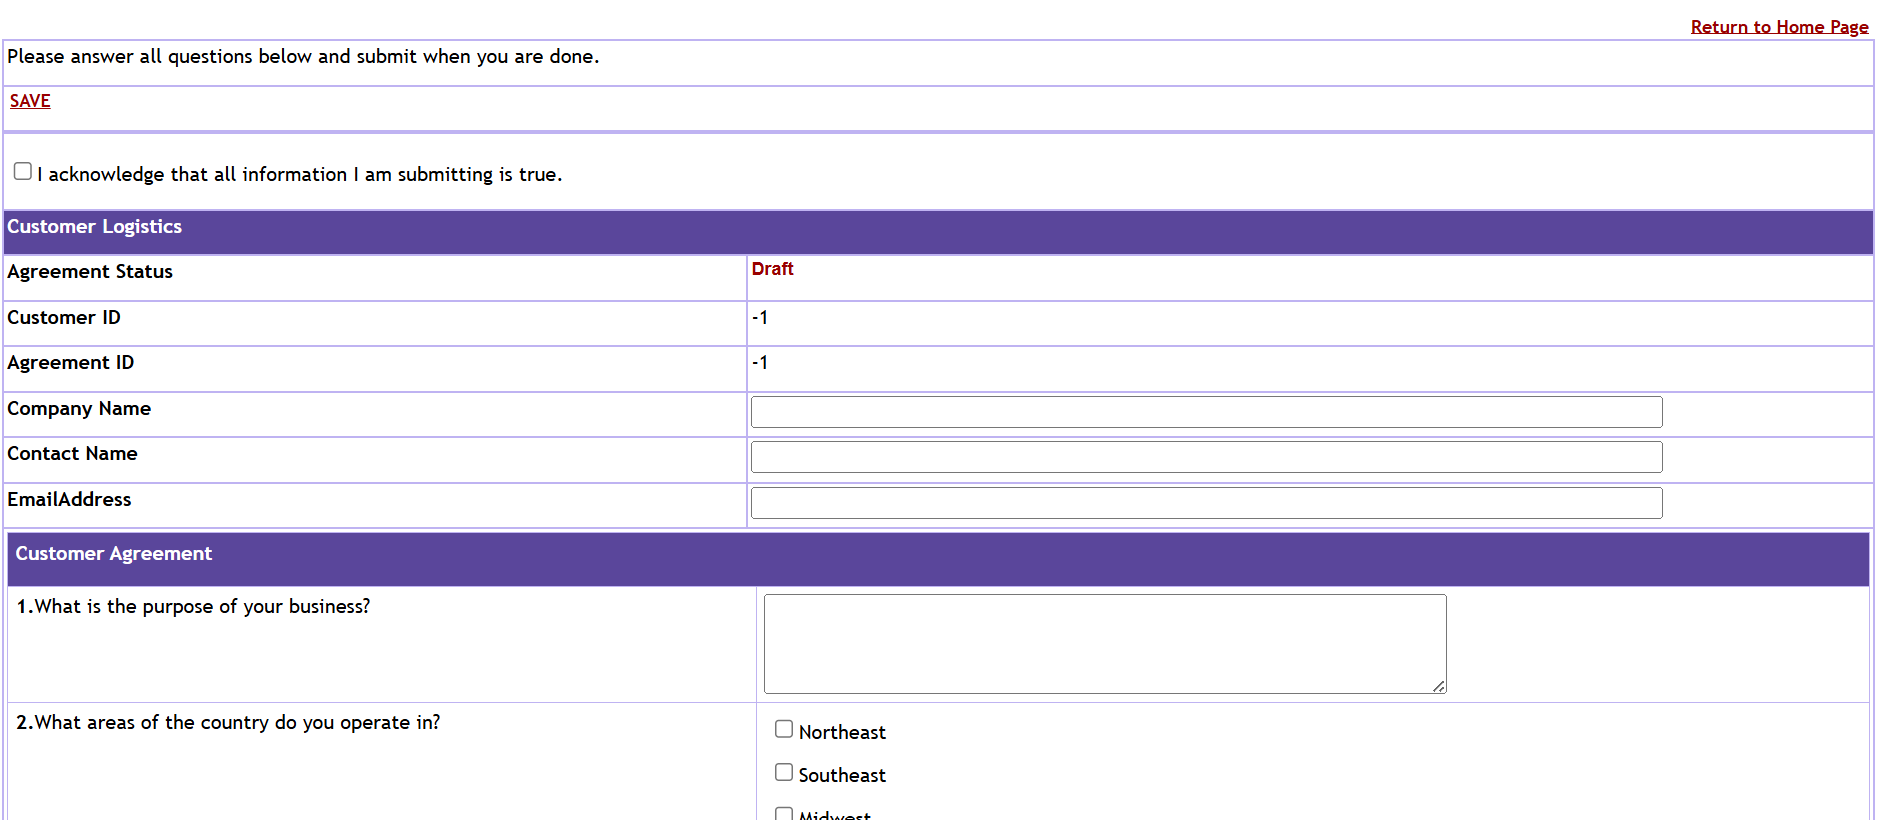 Return to Home Page
Please answer all questions below and submit when you are done.
SAVE
I acknowledge that all information I am submitting is true.
Customer Logistics
Agreement Status
Draft
Customer ID
-1
Agreement ID
-1
Company Name
Contact Name
EmailAddress
Customer Agreement
1.What is the purpose of your business?
2.What areas of the country do you operate in?
Northeast
Southeast
Midwest